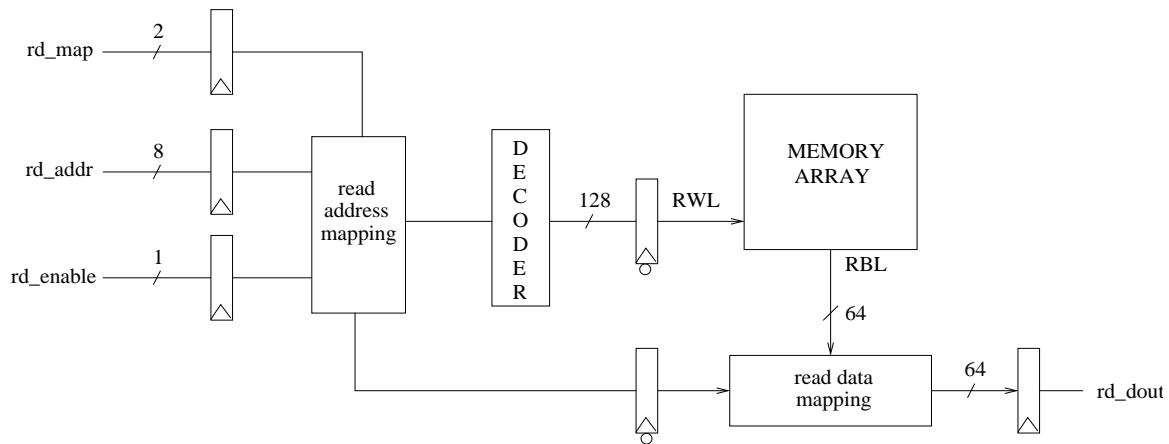 rd_map
2
rd_addr
8
rd_enable
1
read
address
mapping
DECODER
128
RWL
MEMORY
ARRAY
RBL
64
read data
mapping
64
rd_dout